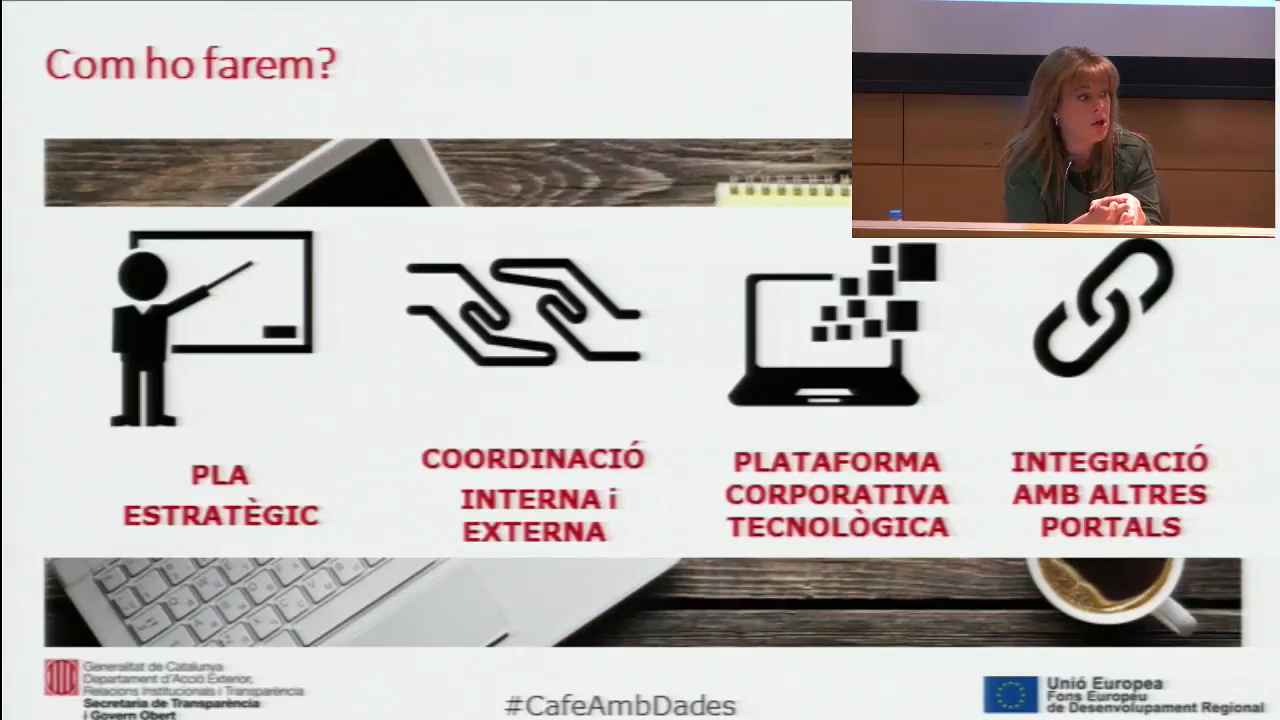 Com ho farem?
PLA
ESTRATÈGIC
COORDINACIÓ
INTERNA i
EXTERNA
PLATAFORMA
CORPORATIVA
TECNOLÒGICA
INTEGRACIÓ
AMB ALTRES
PORTALS
Generalitat de Catalunya
Departament d'Acció Exterior,
Relacions Institucionals i Transparència
Secretaria de Transparència
i Govern Obert
#CafeAmbDades
Unió Europea
Fons Europeu
de Desenvolupament Regional